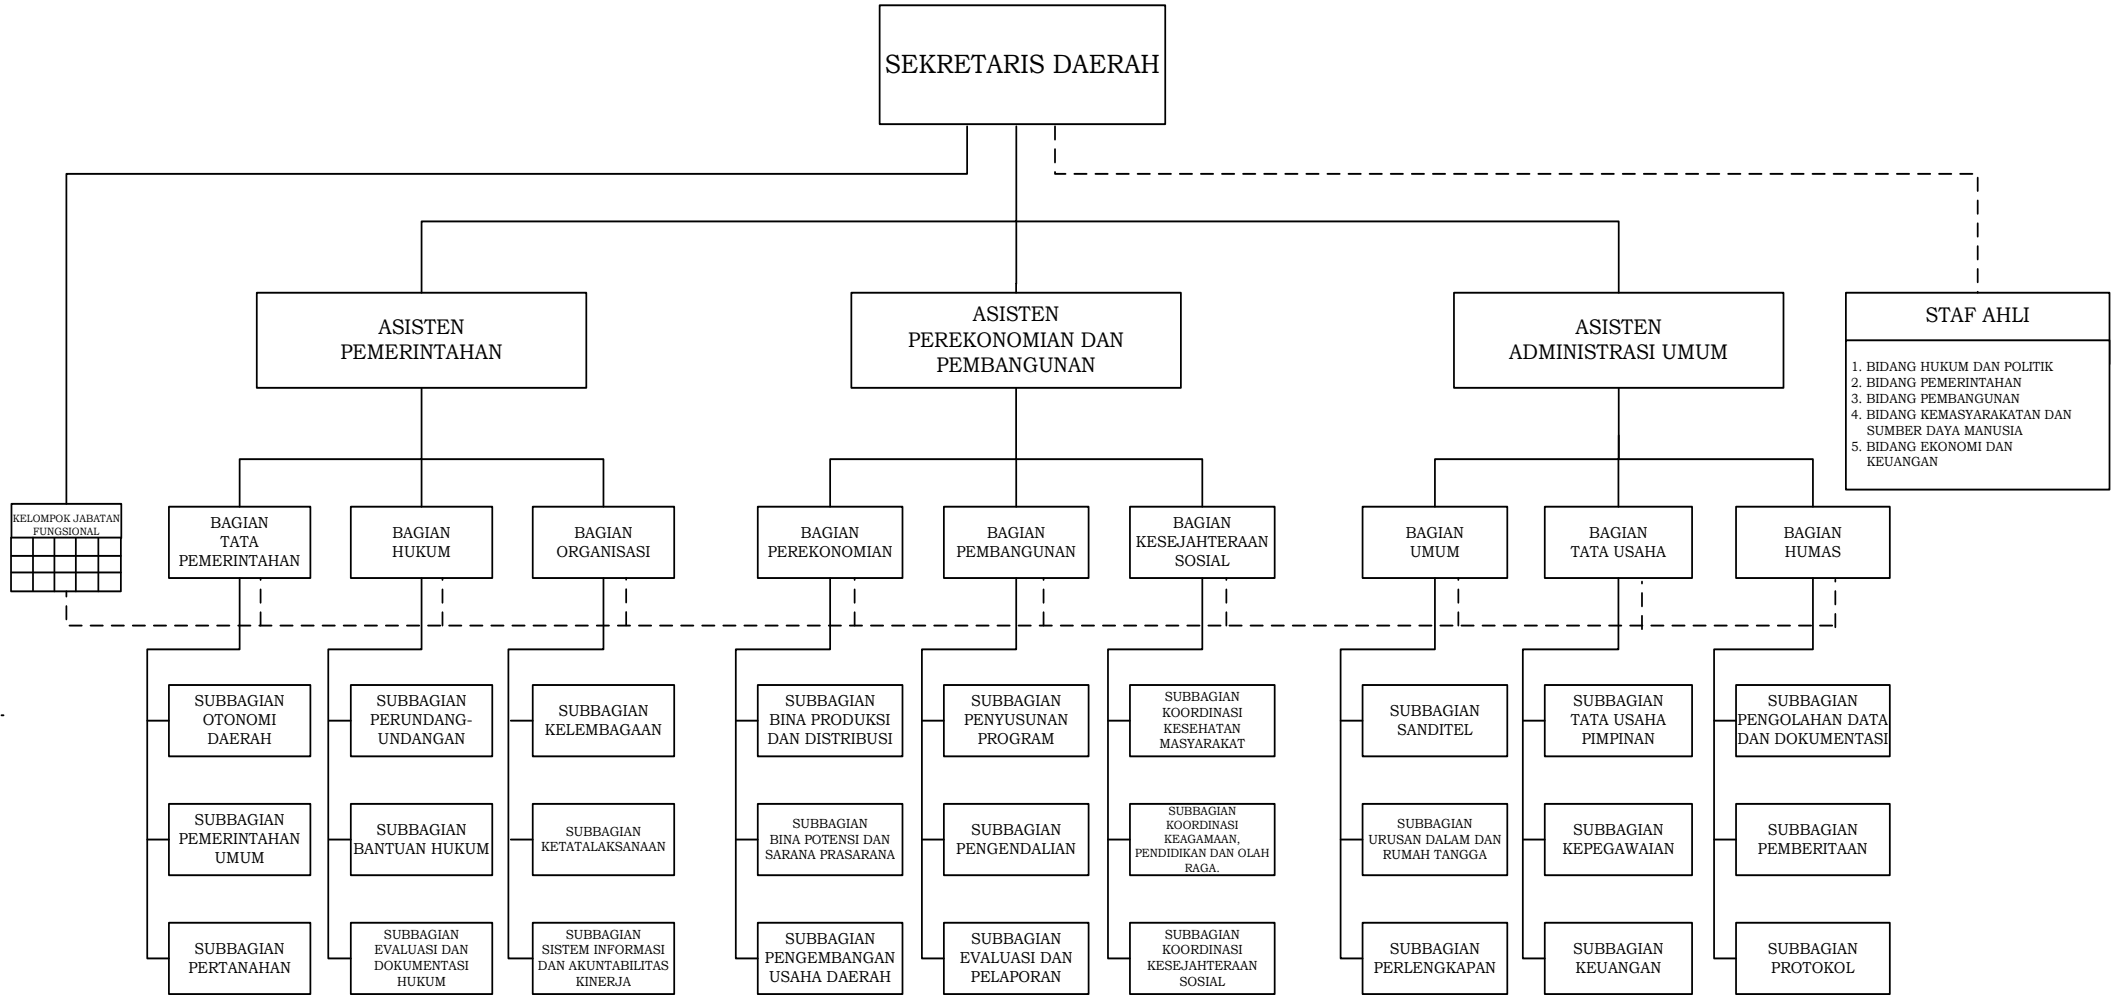 SEKRETARIS DAERAH
ASISTEN
PEMERINTAHAN
ASISTEN
PEREKONOMIAN DAN
PEMBANGUNAN
ASISTEN
ADMINISTRASI UMUM
STAF AHLI
1. BIDANG HUKUM DAN POLITIK
2. BIDANG PEMERINTAHAN
3. BIDANG PEMBANGUNAN
4. BIDANG KEMASYARAKATAN DAN
SUMBER DAYA MANUSIA
5. BIDANG EKONOMI DAN
KEUANGAN
KELOMPOK JABATAN
FUNGSIONAL
BAGIAN
TATA
PEMERINTAHAN
BAGIAN
HUKUM
BAGIAN
ORGANISASI
BAGIAN
PEREKONOMIAN
BAGIAN
PEMBANGUNAN
BAGIAN
KESEJAHTERAAN
SOSIAL
BAGIAN
UMUM
BAGIAN
TATA USAHA
BAGIAN
HUMAS
SUBBAGIAN
OTONOMI
DAERAH
SUBBAGIAN
PERUNDANG-
UNDANGAN
SUBBAGIAN
KELEMBAGAAN
SUBBAGIAN
BINA PRODUKSI
DAN DISTRIBUSI
SUBBAGIAN
PENYUSUNAN
PROGRAM
SUBBAGIAN
KOORDINASI
KESEHATAN
MASYARAKAT
SUBBAGIAN
SANDITEL
SUBBAGIAN
TATA USAHA
PIMPINAN
SUBBAGIAN
PENGOLAHAN DATA
DAN DOKUMENTASI
SUBBAGIAN
PEMERINTAHAN
UMUM
SUBBAGIAN
BANTUAN HUKUM
SUBBAGIAN
KETATALAKSANAAN
SUBBAGIAN
BINA POTENSI DAN
SARANA PRASARANA
SUBBAGIAN
PENGENDALIAN
SUBBAGIAN
KOORDINASI
KEAGAMAAN,
PENDIDIKAN DAN OLAH
RAGA.
SUBBAGIAN
URUSAN DALAM DAN
RUMAH TANGGA
SUBBAGIAN
KEPEGAWAIAN
SUBBAGIAN
PEMBERITAAN
SUBBAGIAN
PERTANAHAN
SUBBAGIAN
EVALUASI DAN
DOKUMENTASI
HUKUM
SUBBAGIAN
SISTEM INFORMASI
DAN AKUNTABILITAS
KINERJA
SUBBAGIAN
PENGEMBANGAN
USAHA DAERAH
SUBBAGIAN
EVALUASI DAN
PELAPORAN
SUBBAGIAN
KOORDINASI
KESEJAHTERAAN
SOSIAL
SUBBAGIAN
PERLENGKAPAN
SUBBAGIAN
KEUANGAN
SUBBAGIAN
PROTOKOL